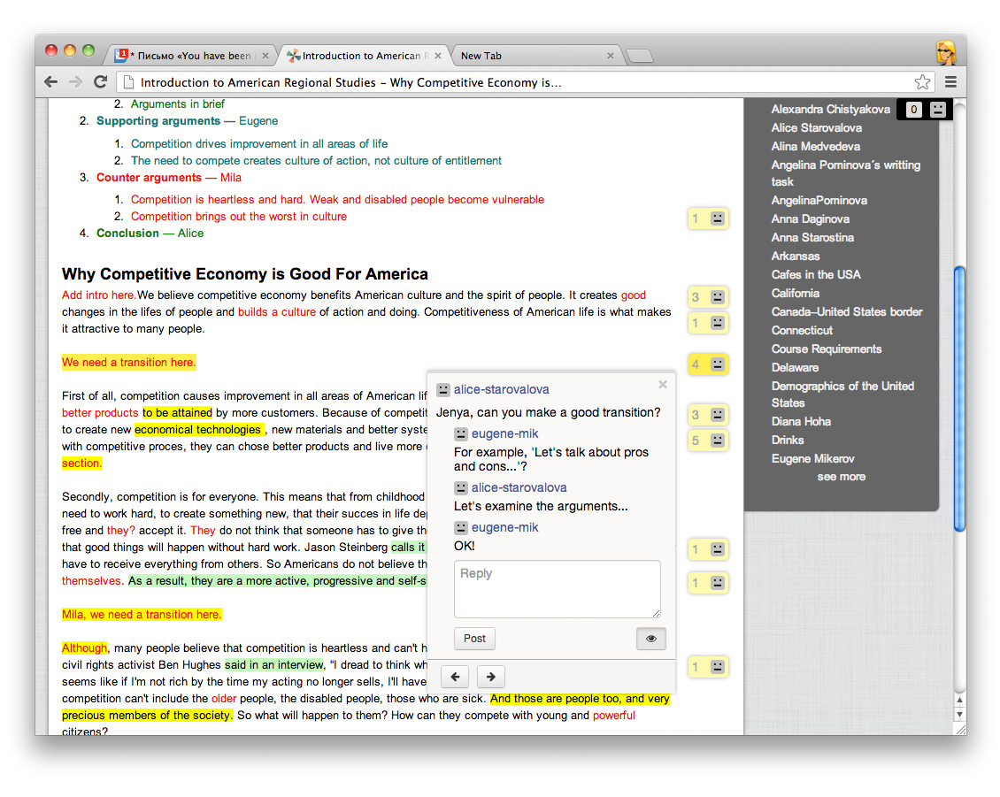 * Письмо «You have been
Introduction to American R
New Tab
Introduction to American Regional Studies – Why Competitive Economy is…
2. Arguments in brief
2. Supporting arguments — Eugene
1. Competition drives improvement in all areas of life
2. The need to compete creates culture of action, not culture of entitlement
3. Counter arguments — Mila
1. Competition is heartless and hard. Weak and disabled people become vulnerable
2. Competition brings out the worst in culture
1
4. Conclusion — Alice
Why Competitive Economy is Good For America
Add intro here.We believe competitive economy benefits American culture and the spirit of people. It creates good
3
changes in the lifes of people and builds a culture of action and doing. Competitiveness of American life is what makes
1
it attractive to many people.
We need a transition here.
4
First of all, competition causes improvement in all areas of American lif
better products to be attained by more customers. Because of competit
3
to create new economical technologies , new materials and better syste
5
with competitive proces, they can chose better products and live more
section.
Secondly, competition is for everyone. This means that from childhood
need to work hard, to create something new, that their succes in life de
free and they? accept it. They do not think that someone has to give the
that good things will happen without hard work. Jason Steinberg calls it
1
have to receive everything from others. So Americans do not believe th
themselves. As a result, they are a more active, progressive and self-s
1
Mila, we need a transition here.
Although, many people believe that competition is heartless and can't h
civil rights activist Ben Hughes said in an interview, “I dread to think wh
1
seems like if I'm not rich by the time my acting no longer sells, I'll have
competition can't include the older people, the disabled people, those who are sick. And those are people too, and very
precious members of the society. So what will happen to them? How can they compete with young and powerful
citizens?
alice-starovalova
×
Jenya, can you make a good transition?
eugene-mik
For example, 'Let's talk about pros
and cons...'?
alice-starovalova
Let's examine the arguments...
eugene-mik
OK!
Reply
Post
Alexandra Chistyakova
0
Alice Starovalova
Alina Medvedeva
Angelina Pominova´s writting
task
AngelinaPominova
Anna Daginova
Anna Starostina
Arkansas
Cafes in the USA
California
Canada–United States border
Connecticut
Course Requirements
Delaware
Demographics of the United
States
Diana Hoha
Drinks
Eugene Mikerov
see more